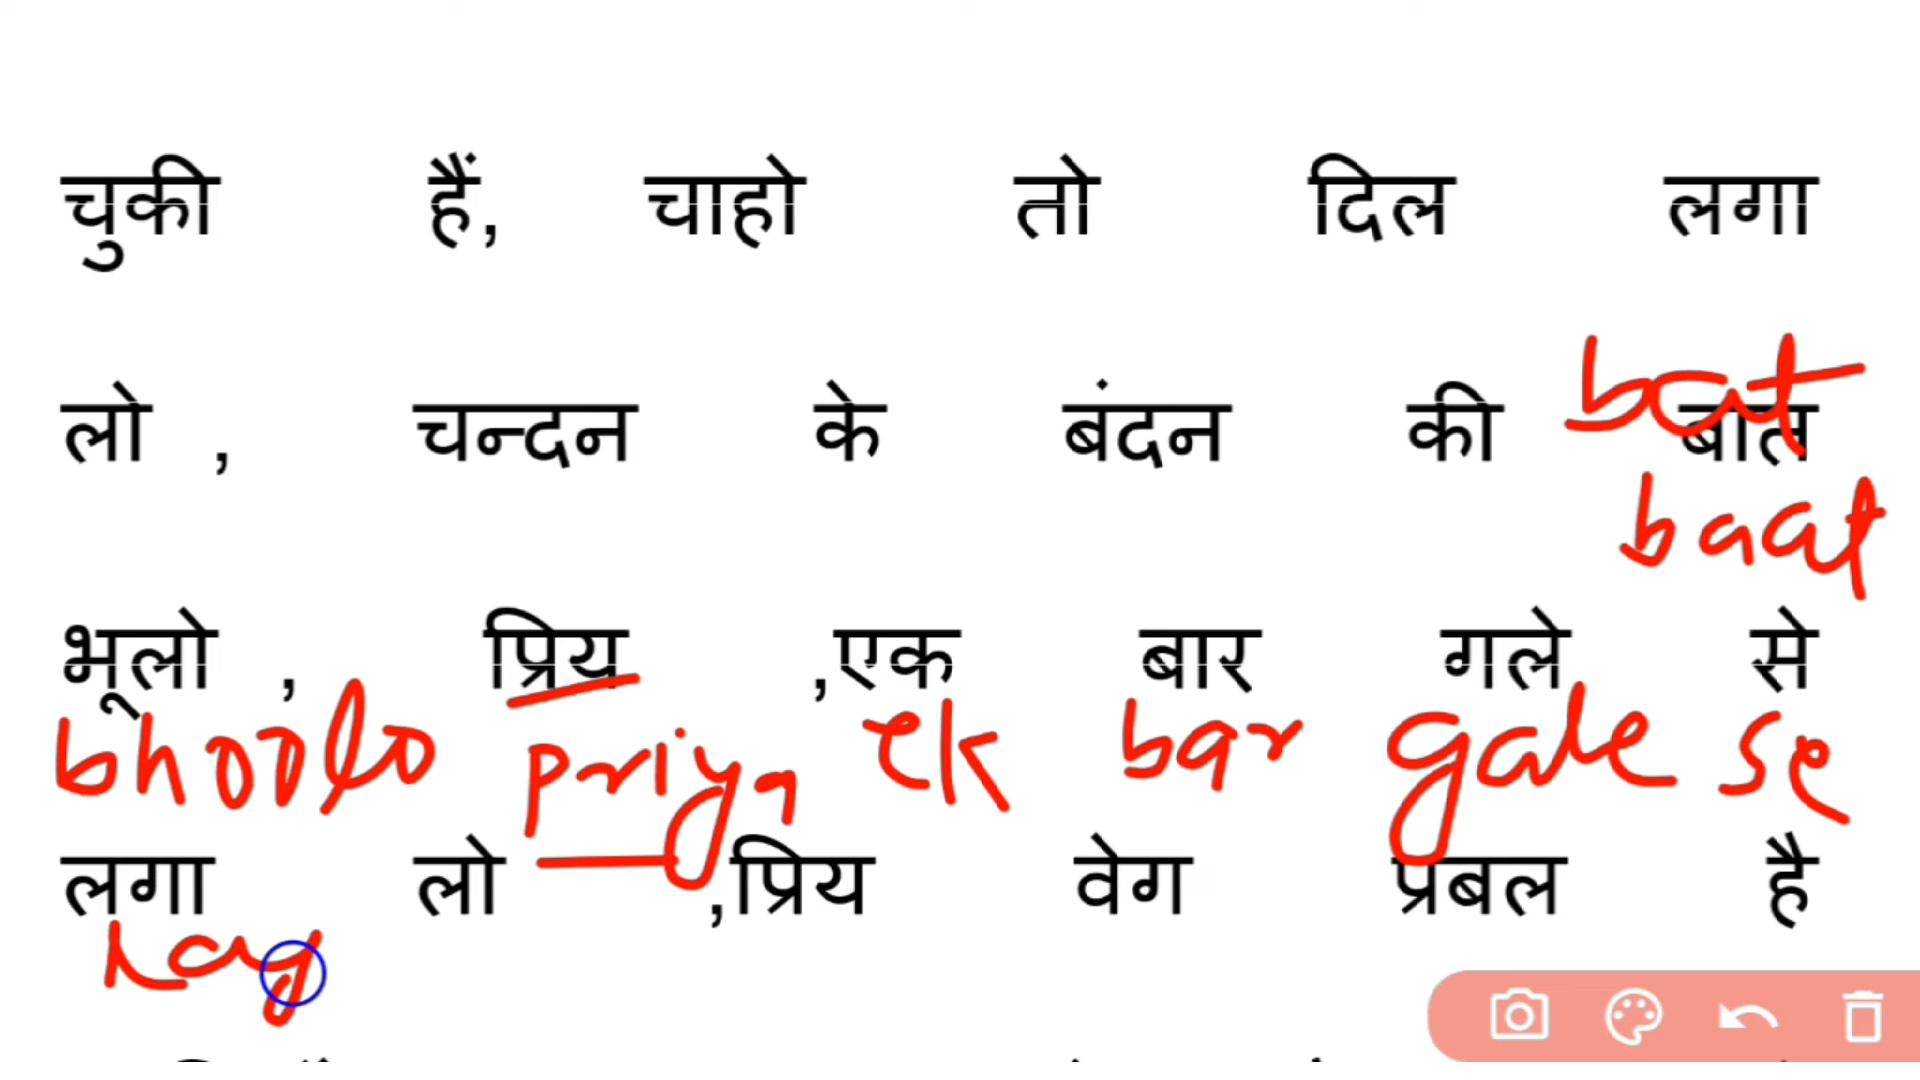 चुकी हैं, चाहो तो दिल लगा
bat
लो , चन्दन के बंदन की बात
baat
भूलो , प्रिय ,एक बार गले से
bhoolo priya ek bar gale se
लगा लो ,प्रिय वेग प्रबल है
Lag